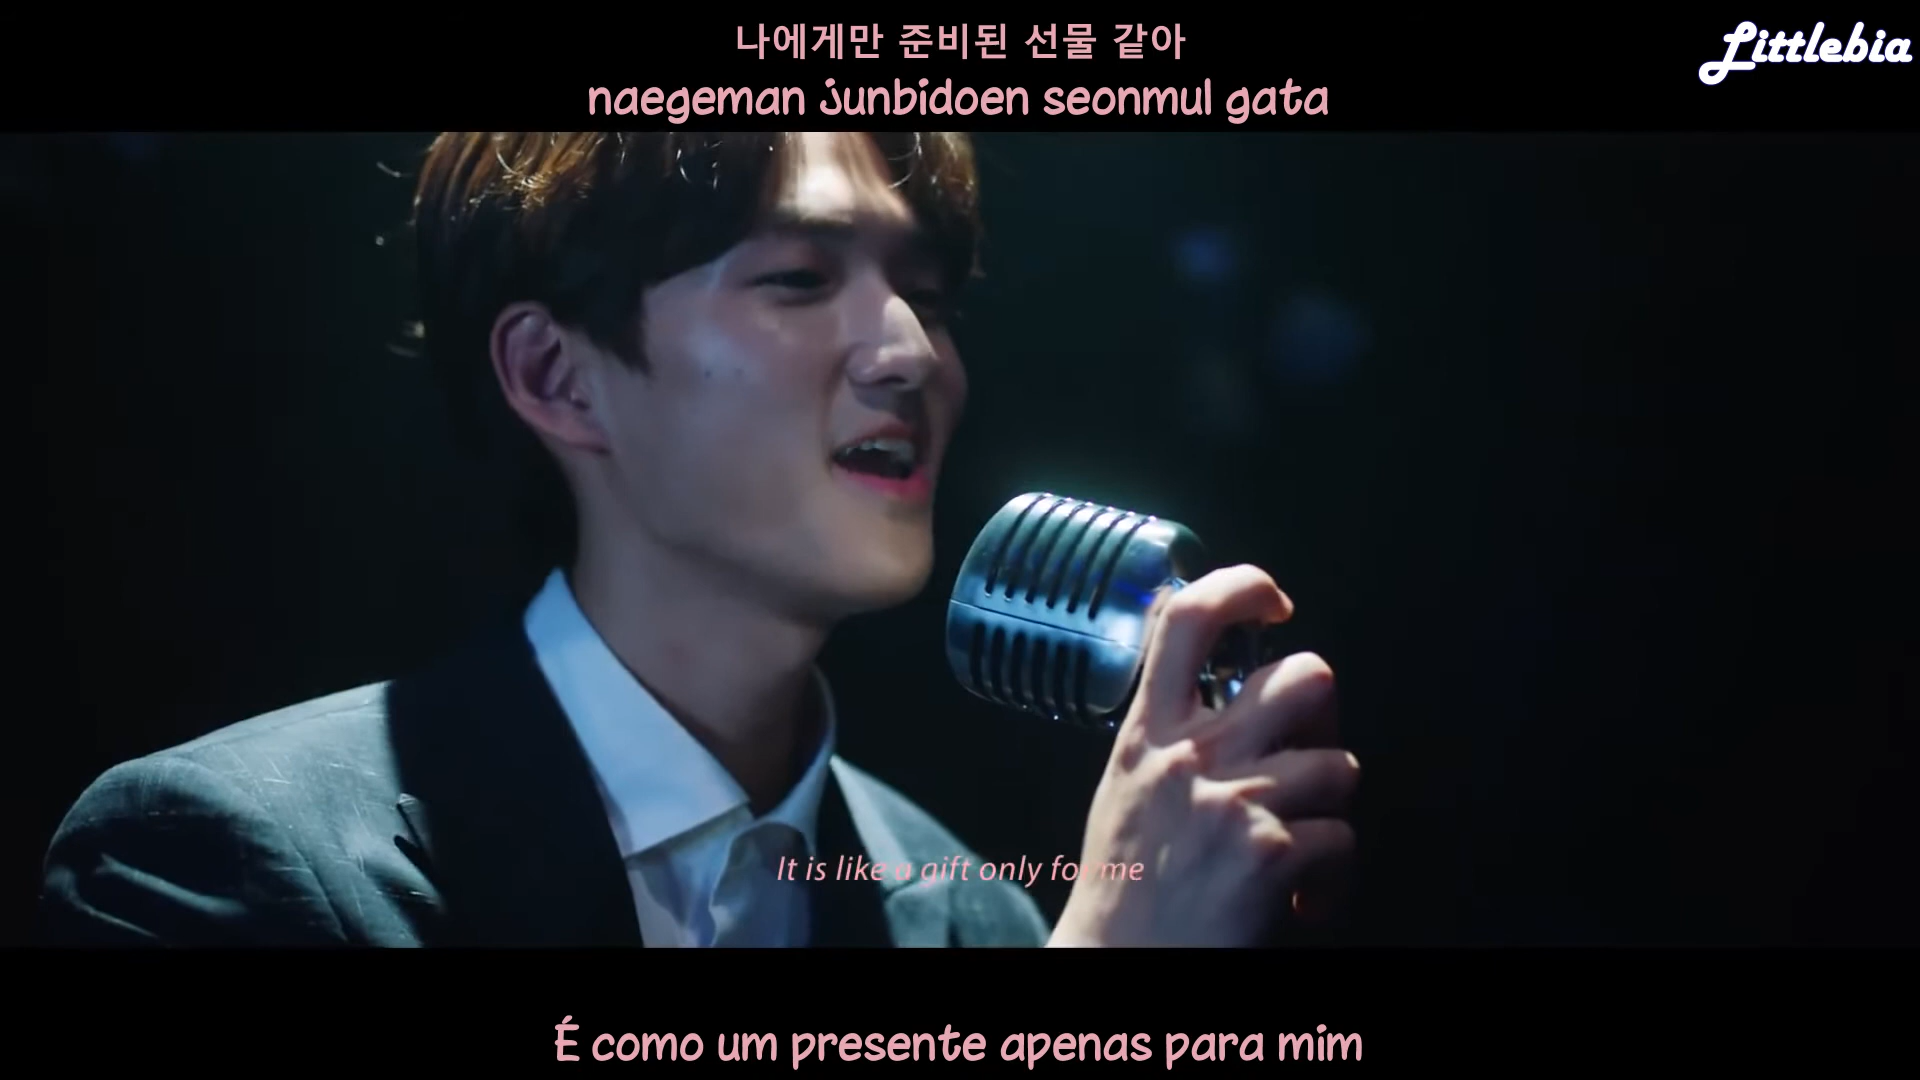 나에게만 준비된 선물 같아
Littlebia
naegeman junbidoen seonmul gata
It is like a gift only for me
É como um presente apenas para mim